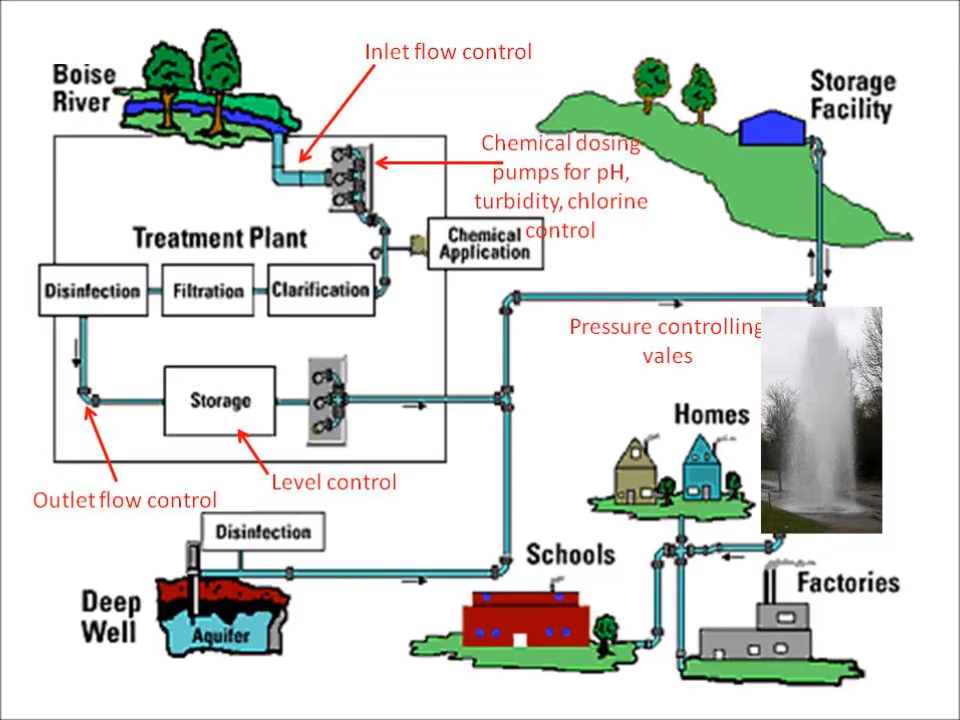 Inlet flow control
Boise
River
Storage
Facility
Chemical dosing
pumps for pH,
turbidity, chlorine
control
Treatment Plant
Chemical
Application
Disinfection
Filtration
Clarification
Pressure controlling
vales
Storage
Homes
Level control
Outlet flow control
Disinfection
Schools
Factories
Deep
Well
Aquifer